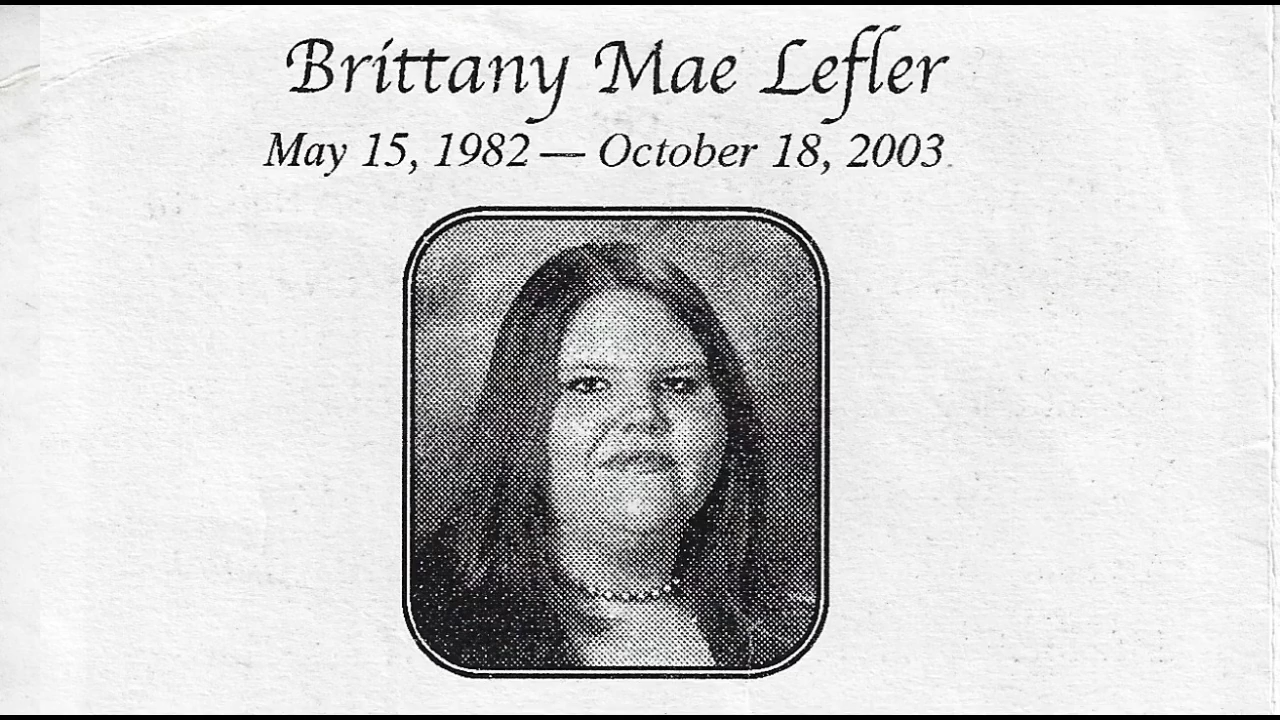 Brittany Mae Lefler
May 15, 1982 — October 18, 2003